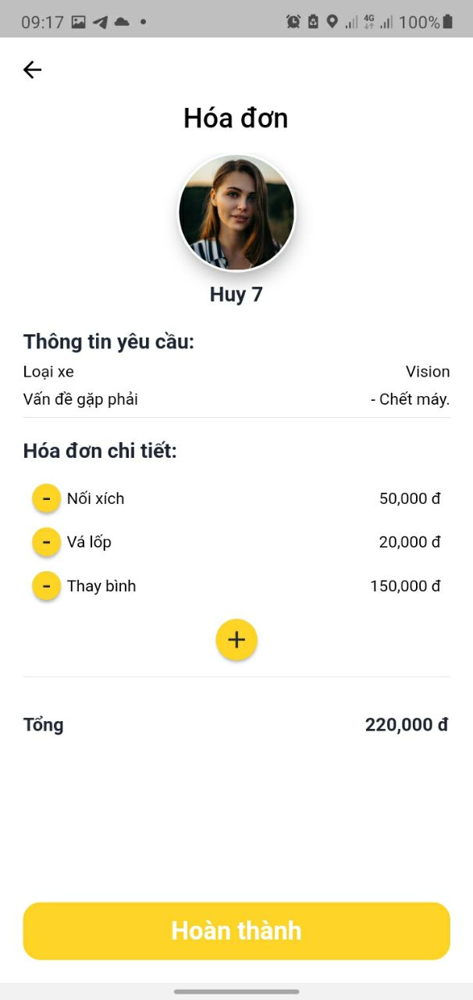 09:17 4G 100%
Hóa đơn
Huy 7
Thông tin yêu cầu:
Loại xe Vision
Vấn đề gặp phải - Chết máy.
Hóa đơn chi tiết:
- Nối xích 50,000 đ
- Vá lốp 20,000 đ
- Thay bình 150,000 đ
+
Tổng 220,000 đ
Hoàn thành